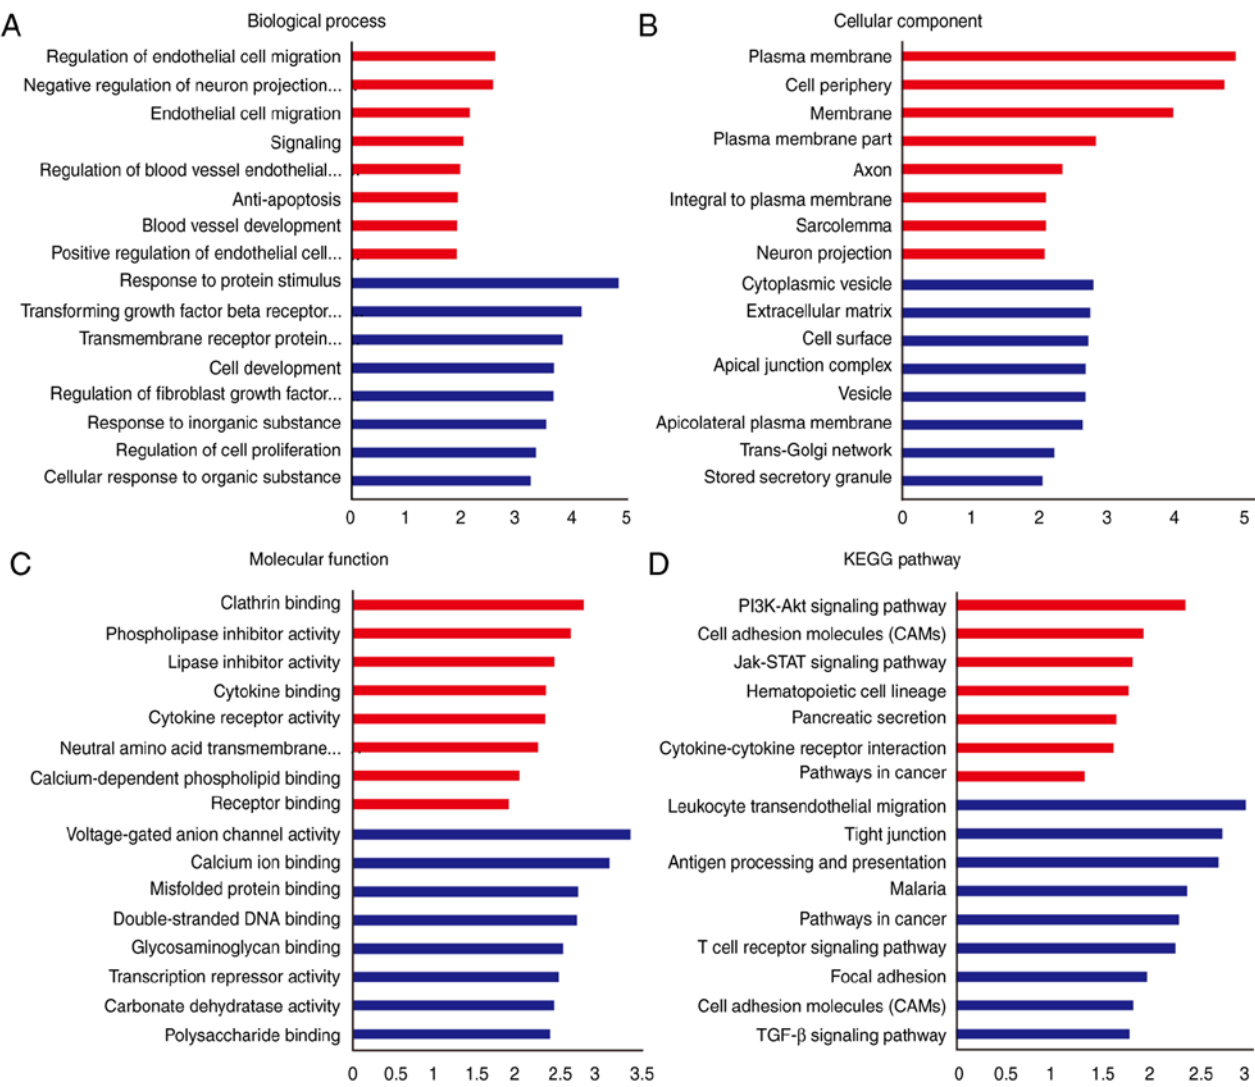 A
Biological process
Regulation of endothelial cell migration
Negative regulation of neuron projection...
Endothelial cell migration
Signaling
Regulation of blood vessel endothelial...
Anti-apoptosis
Blood vessel development
Positive regulation of endothelial cell...
Response to protein stimulus
Transforming growth factor beta receptor...
Transmembrane receptor protein...
Cell development
Regulation of fibroblast growth factor...
Response to inorganic substance
Regulation of cell proliferation
Cellular response to organic substance
0 1 2 3 4 5
B
Cellular component
Plasma membrane
Cell periphery
Membrane
Plasma membrane part
Axon
Integral to plasma membrane
Sarcolemma
Neuron projection
Cytoplasmic vesicle
Extracellular matrix
Cell surface
Apical junction complex
Vesicle
Apicolateral plasma membrane
Trans-Golgi network
Stored secretory granule
0 1 2 3 4 5
C
Molecular function
Clathrin binding
Phospholipase inhibitor activity
Lipase inhibitor activity
Cytokine binding
Cytokine receptor activity
Neutral amino acid transmembrane...
Calcium-dependent phospholipid binding
Receptor binding
Voltage-gated anion channel activity
Calcium ion binding
Misfolded protein binding
Double-stranded DNA binding
Glycosaminoglycan binding
Transcription repressor activity
Carbonate dehydratase activity
Polysaccharide binding
0 0.5 1 1.5 2 2.5 3 3.5
D
KEGG pathway
PI3K-Akt signaling pathway
Cell adhesion molecules (CAMs)
Jak-STAT signaling pathway
Hematopoietic cell lineage
Pancreatic secretion
Cytokine-cytokine receptor interaction
Pathways in cancer
Leukocyte transendothelial migration
Tight junction
Antigen processing and presentation
Malaria
Pathways in cancer
T cell receptor signaling pathway
Focal adhesion
Cell adhesion molecules (CAMs)
TGF-β signaling pathway
0 0.5 1 1.5 2 2.5 3